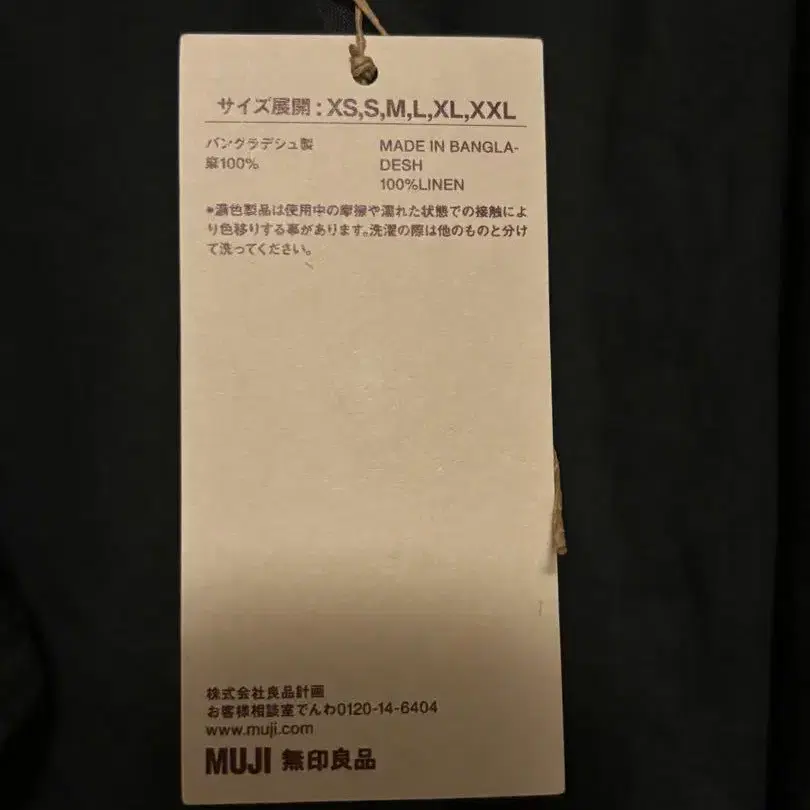 サイズ展開：XS,S,M,L,XL,XXL
バングラデシュ製
麻100%
MADE IN BANGLA-
DESH
100%LINEN
*濃色製品は使用中の摩擦や濡れた状態での接触によ
り色移りする事があります。洗濯の際は他のものと分け
て洗ってください。
株式会社良品計画
お客様相談室でんわ0120-14-6404
www.muji.com
MUJI 無印良品